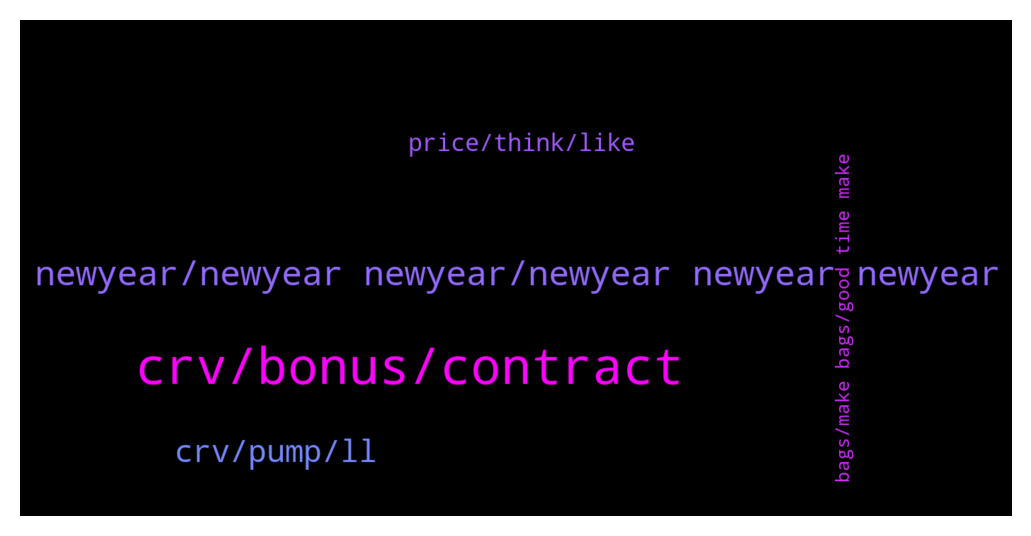 price/think/like
newyear/newyear newyear/newyear newyear newyear
crv/bonus/contract
crv/pump/ll
bags/make bags/good time make